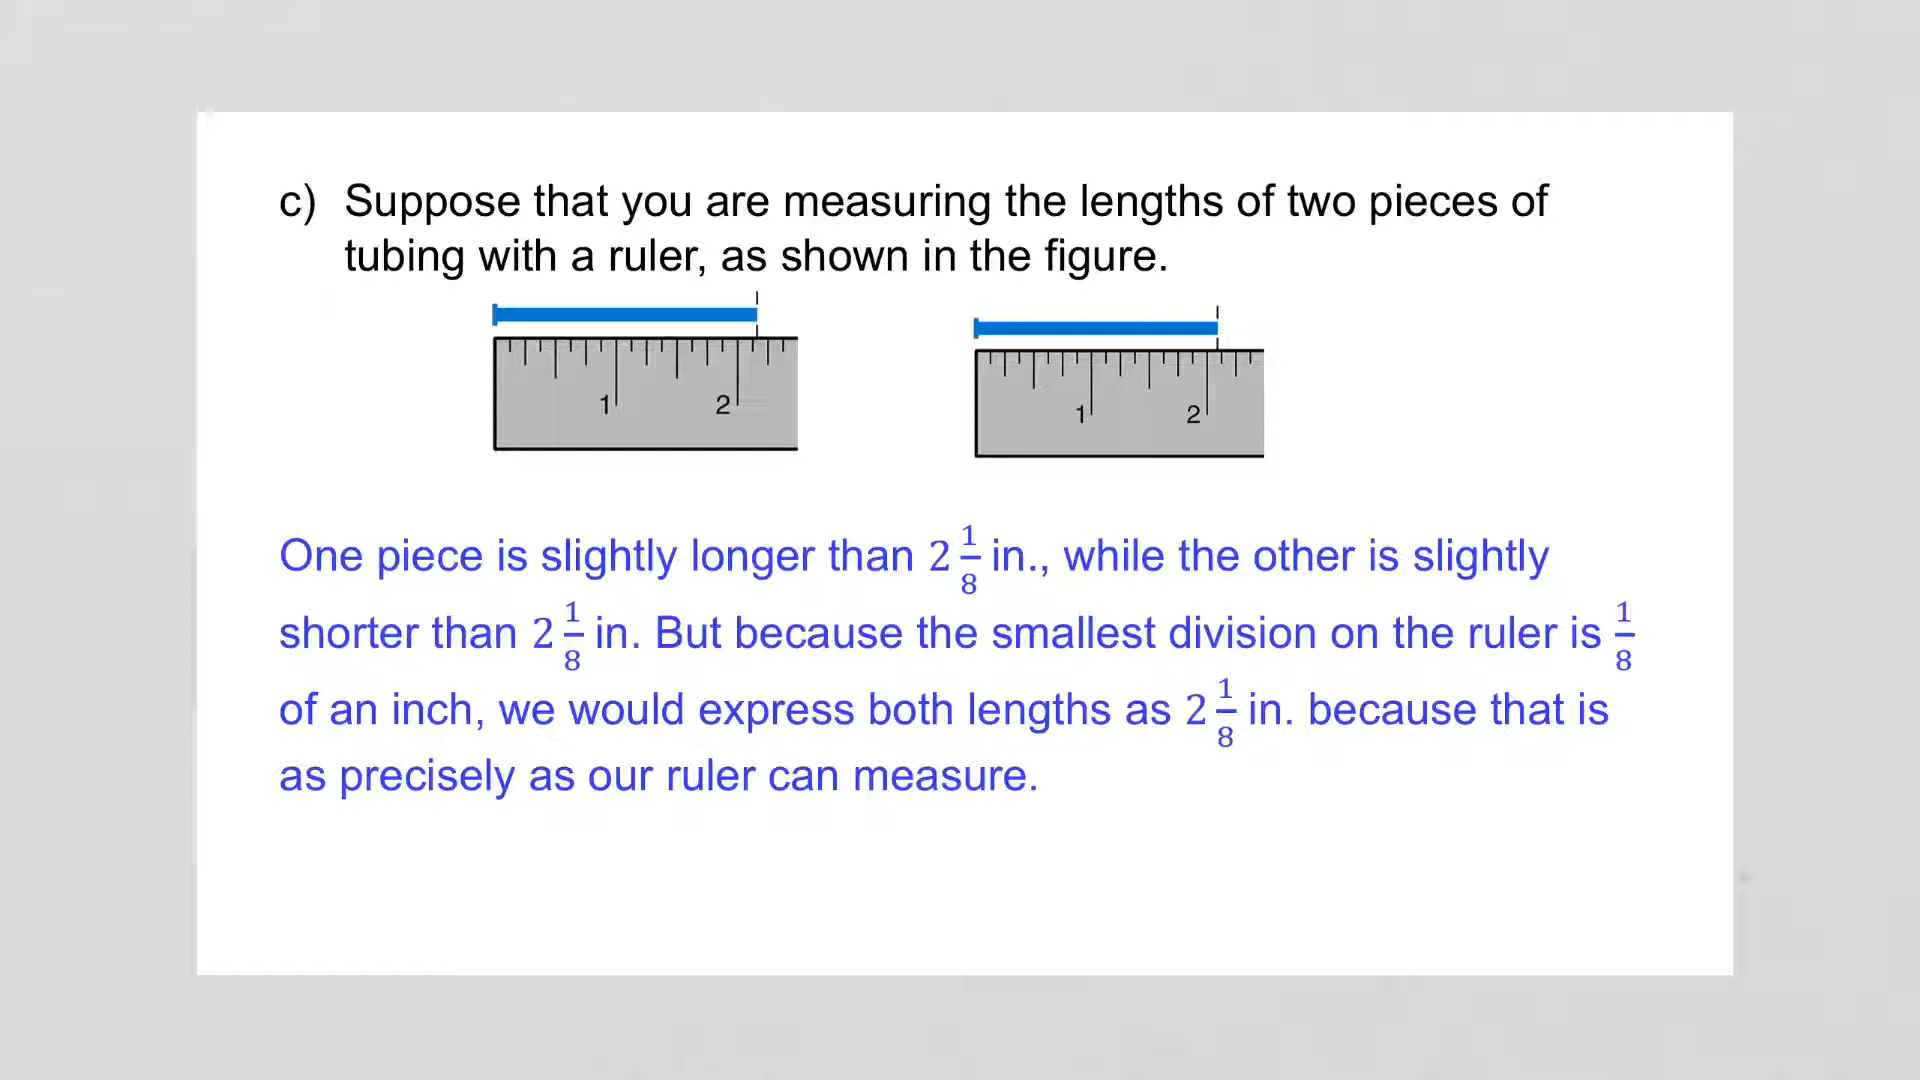 c) Suppose that you are measuring the lengths of two pieces of
tubing with a ruler, as shown in the figure.
1 2
1 2
One piece is slightly longer than 2 1/8 in., while the other is slightly
shorter than 2 1/8 in. But because the smallest division on the ruler is 1/8
of an inch, we would express both lengths as 2 1/8 in. because that is
as precisely as our ruler can measure.